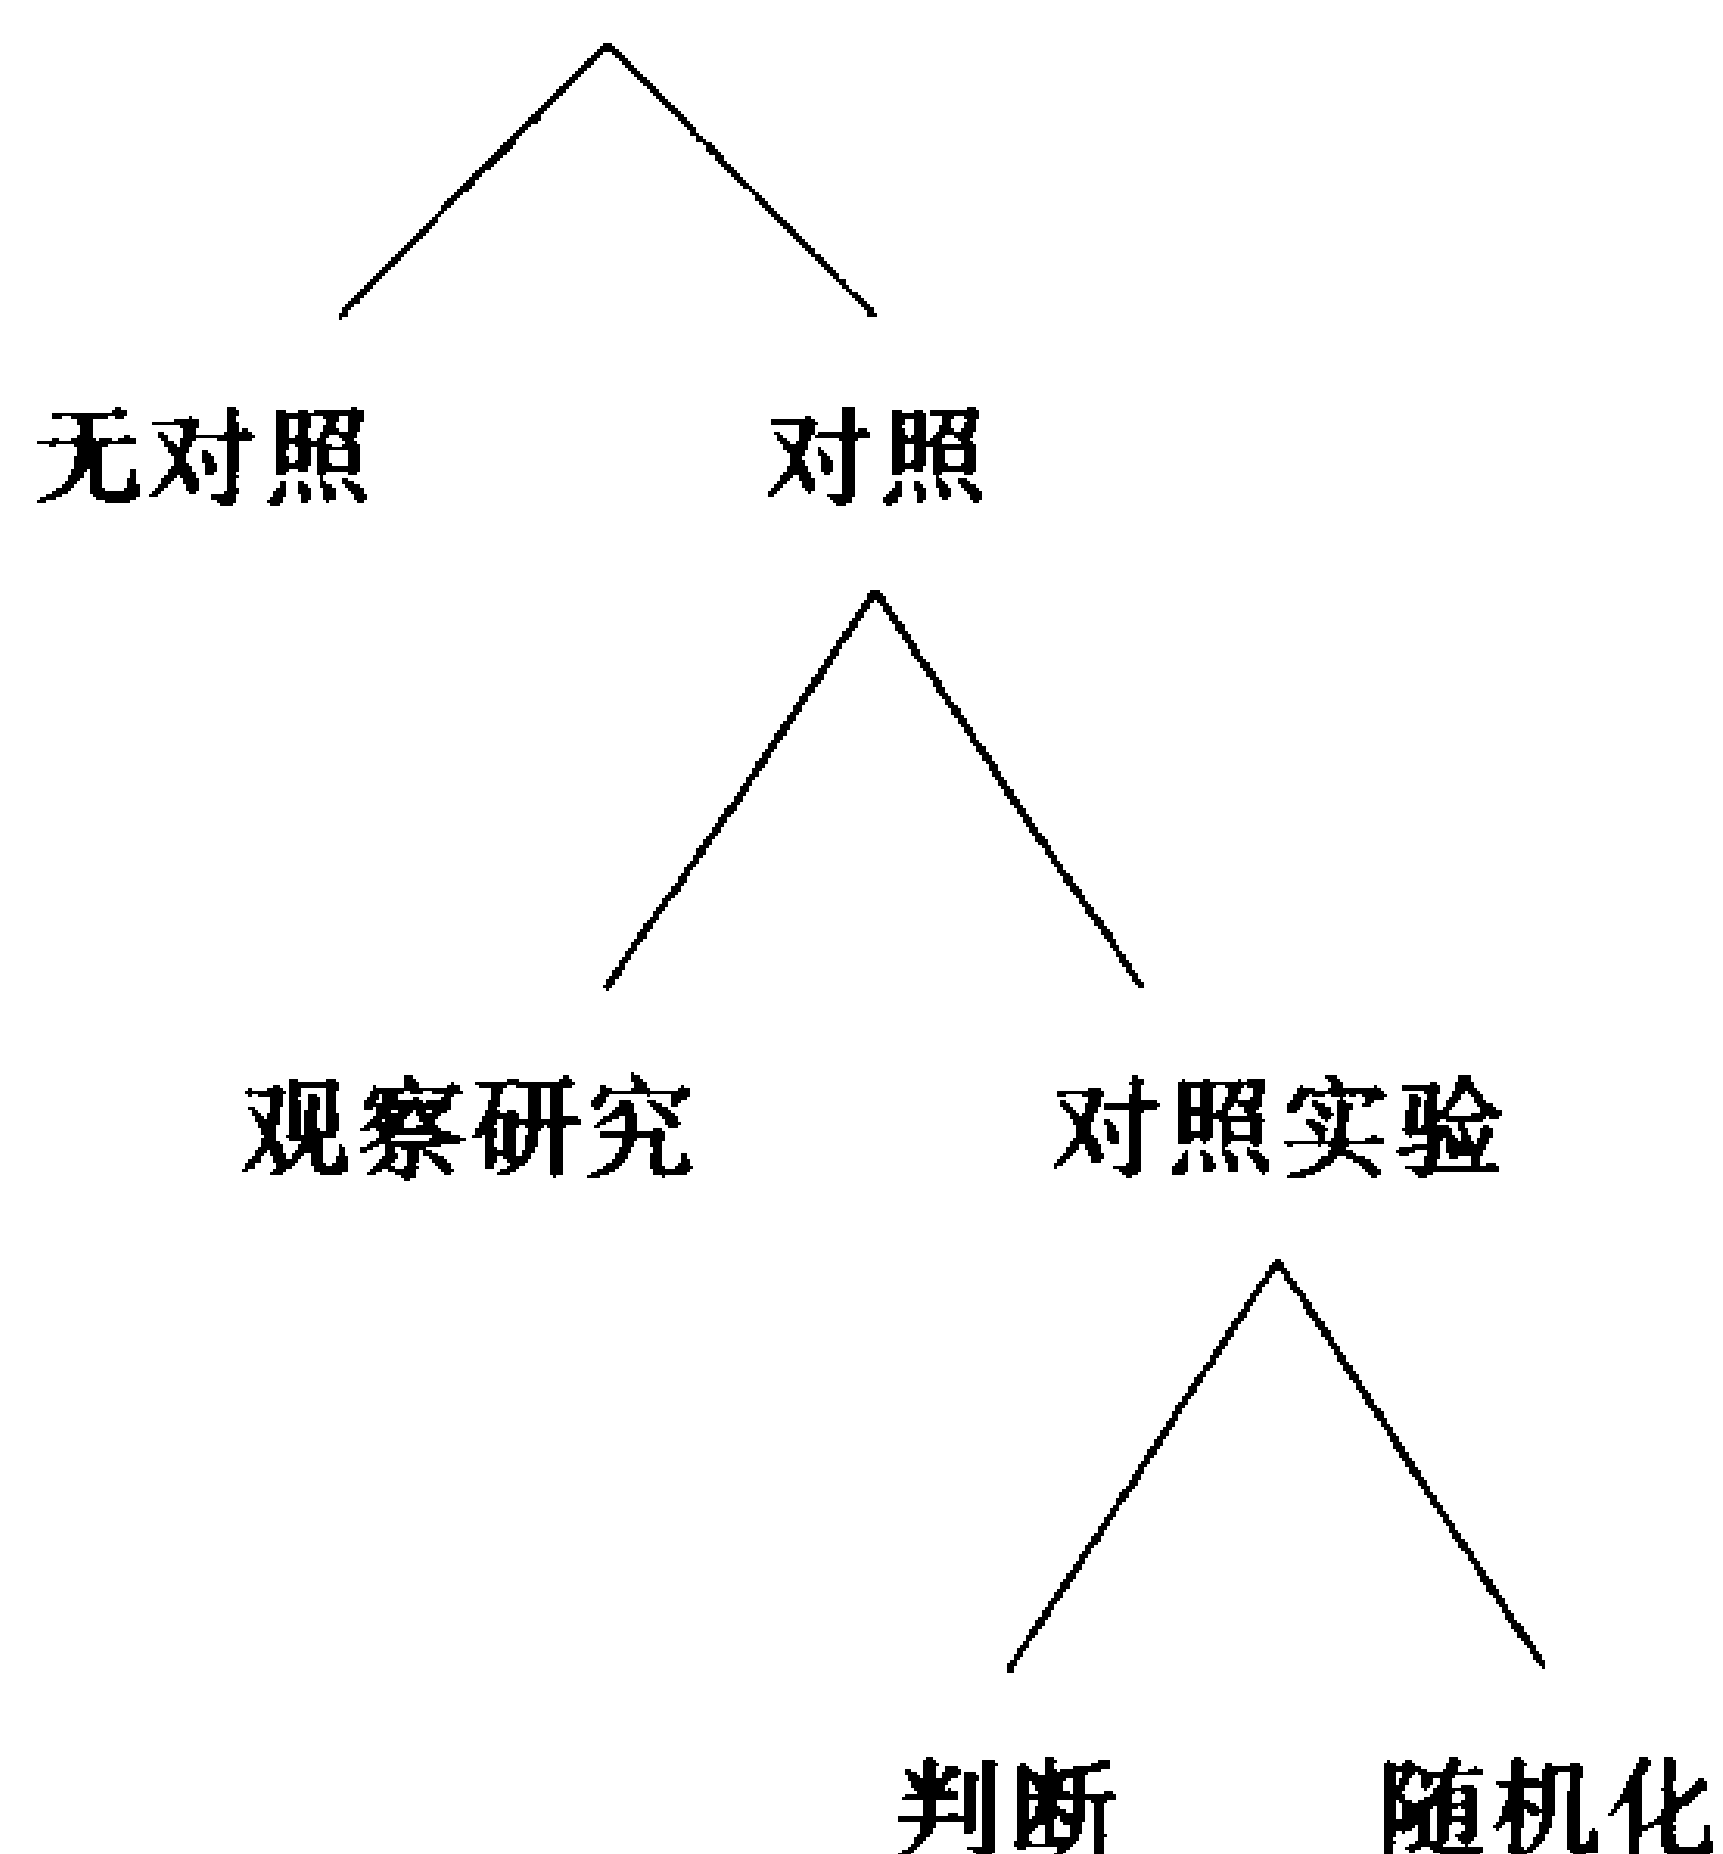 无对照 对照
观察研究 对照实验
判断 随机化